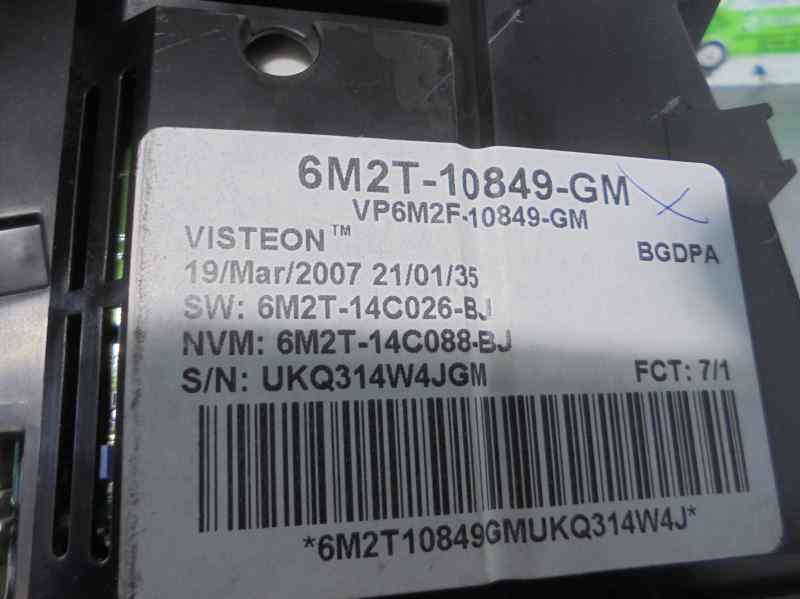 6M2T-10849-GM
VP6M2F-10849-GM
VISTEON™
BGDPA
19/Mar/2007 21/01/35
SW: 6M2T-14C026-BJ
NVM: 6M2T-14C088-BJ
S/N: UKQ314W4JGM
FCT: 7/1
*6M2T10849GMUKQ314W4J*